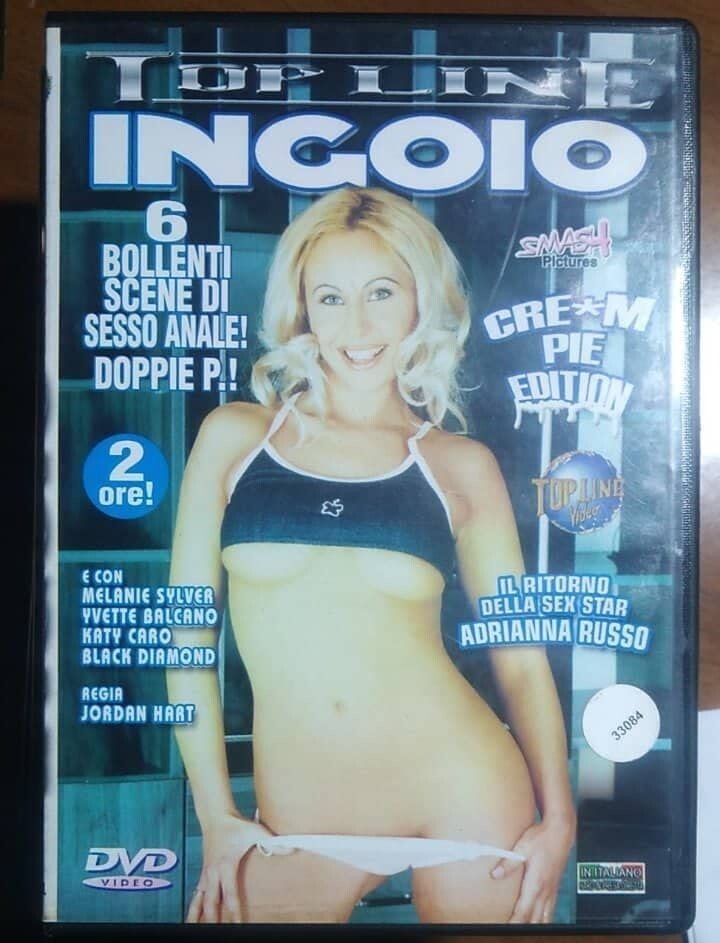 TOP LINE
INGOIO
6
BOLLENTI
SCENE DI
SESSO ANALE!
DOPPIE P.!
SMASH
Pictures
CRE*M
PIE
EDITION
2
ore!
TOP LINE
Video
E CON
MELANIE SYLVER
YVETTE BALCANO
KATY CARO
BLACK DIAMOND
REGIA
JORDAN HART
IL RITORNO
DELLA SEX STAR
ADRIANNA RUSSO
33084
DVD
VIDEO
IN ITALIANO